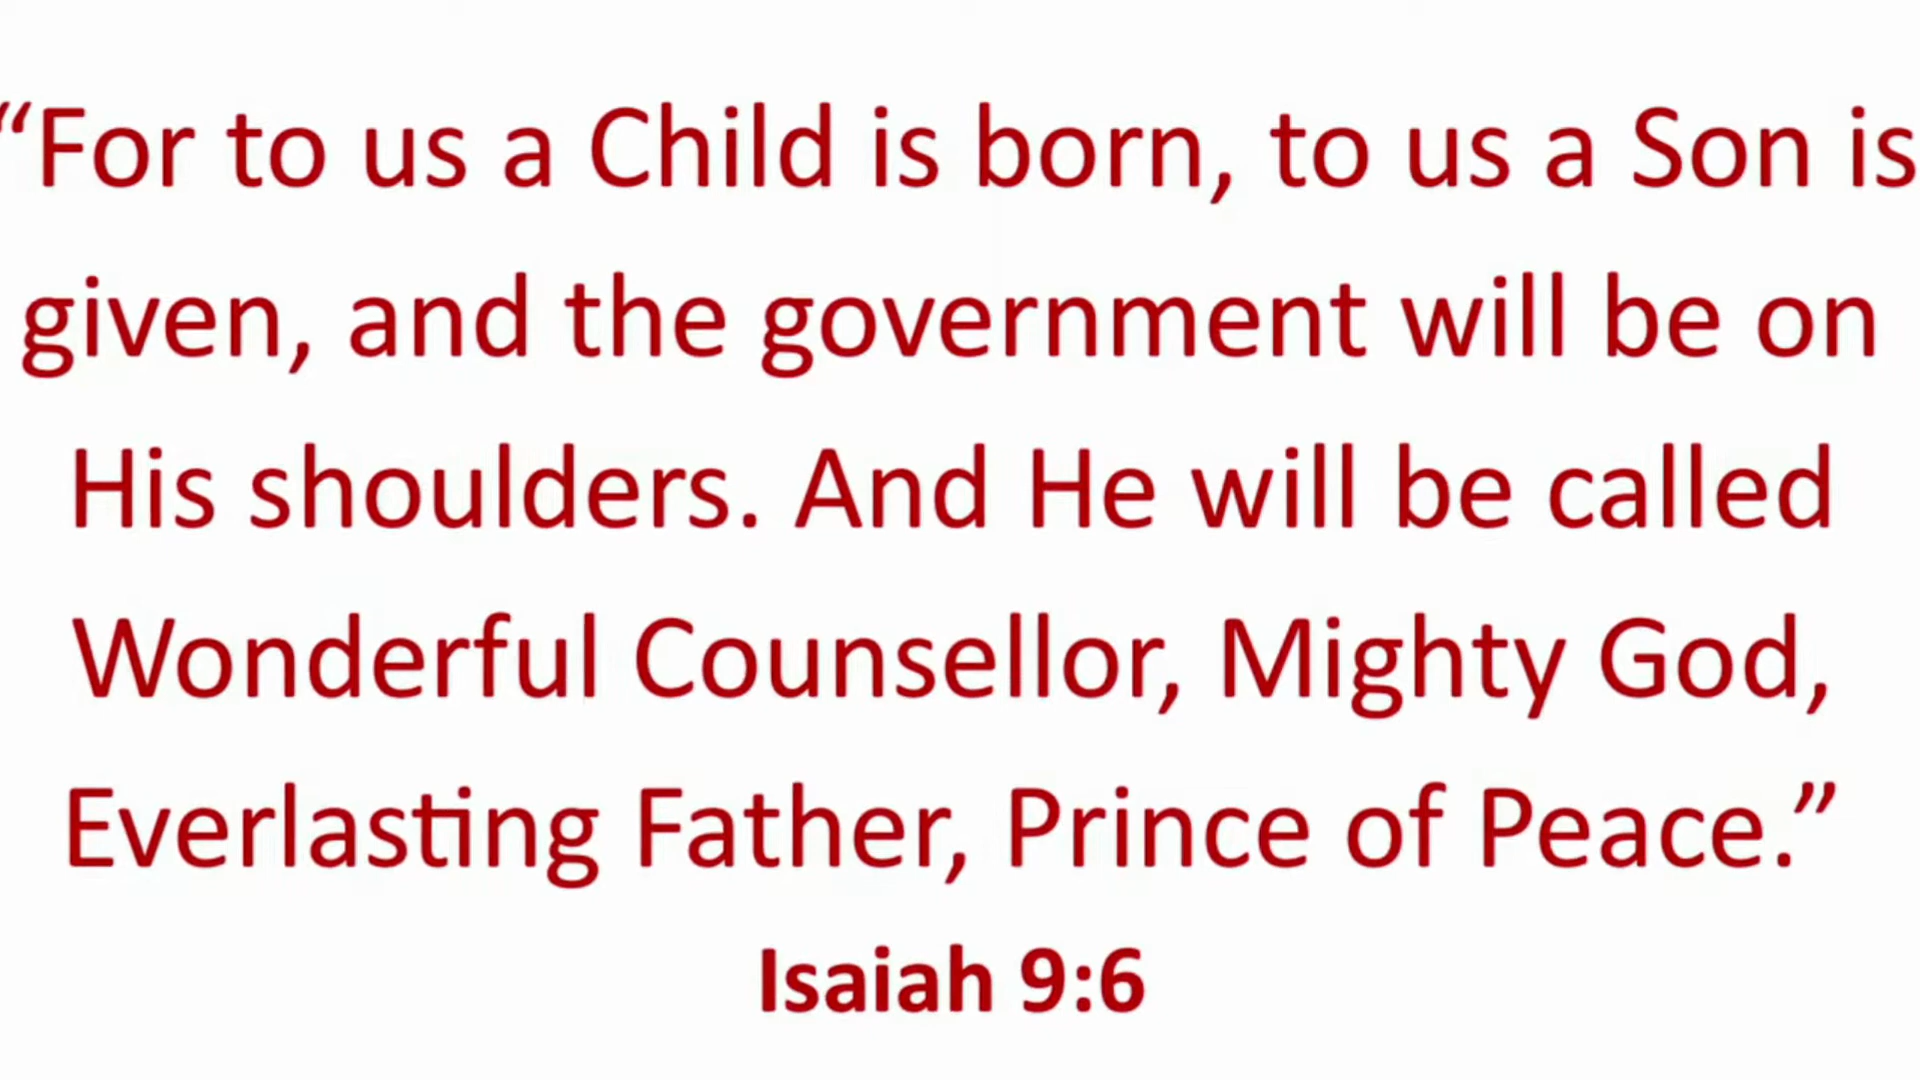 “For to us a Child is born, to us a Son is
given, and the government will be on
His shoulders. And He will be called
Wonderful Counsellor, Mighty God,
Everlasting Father, Prince of Peace.”
Isaiah 9:6